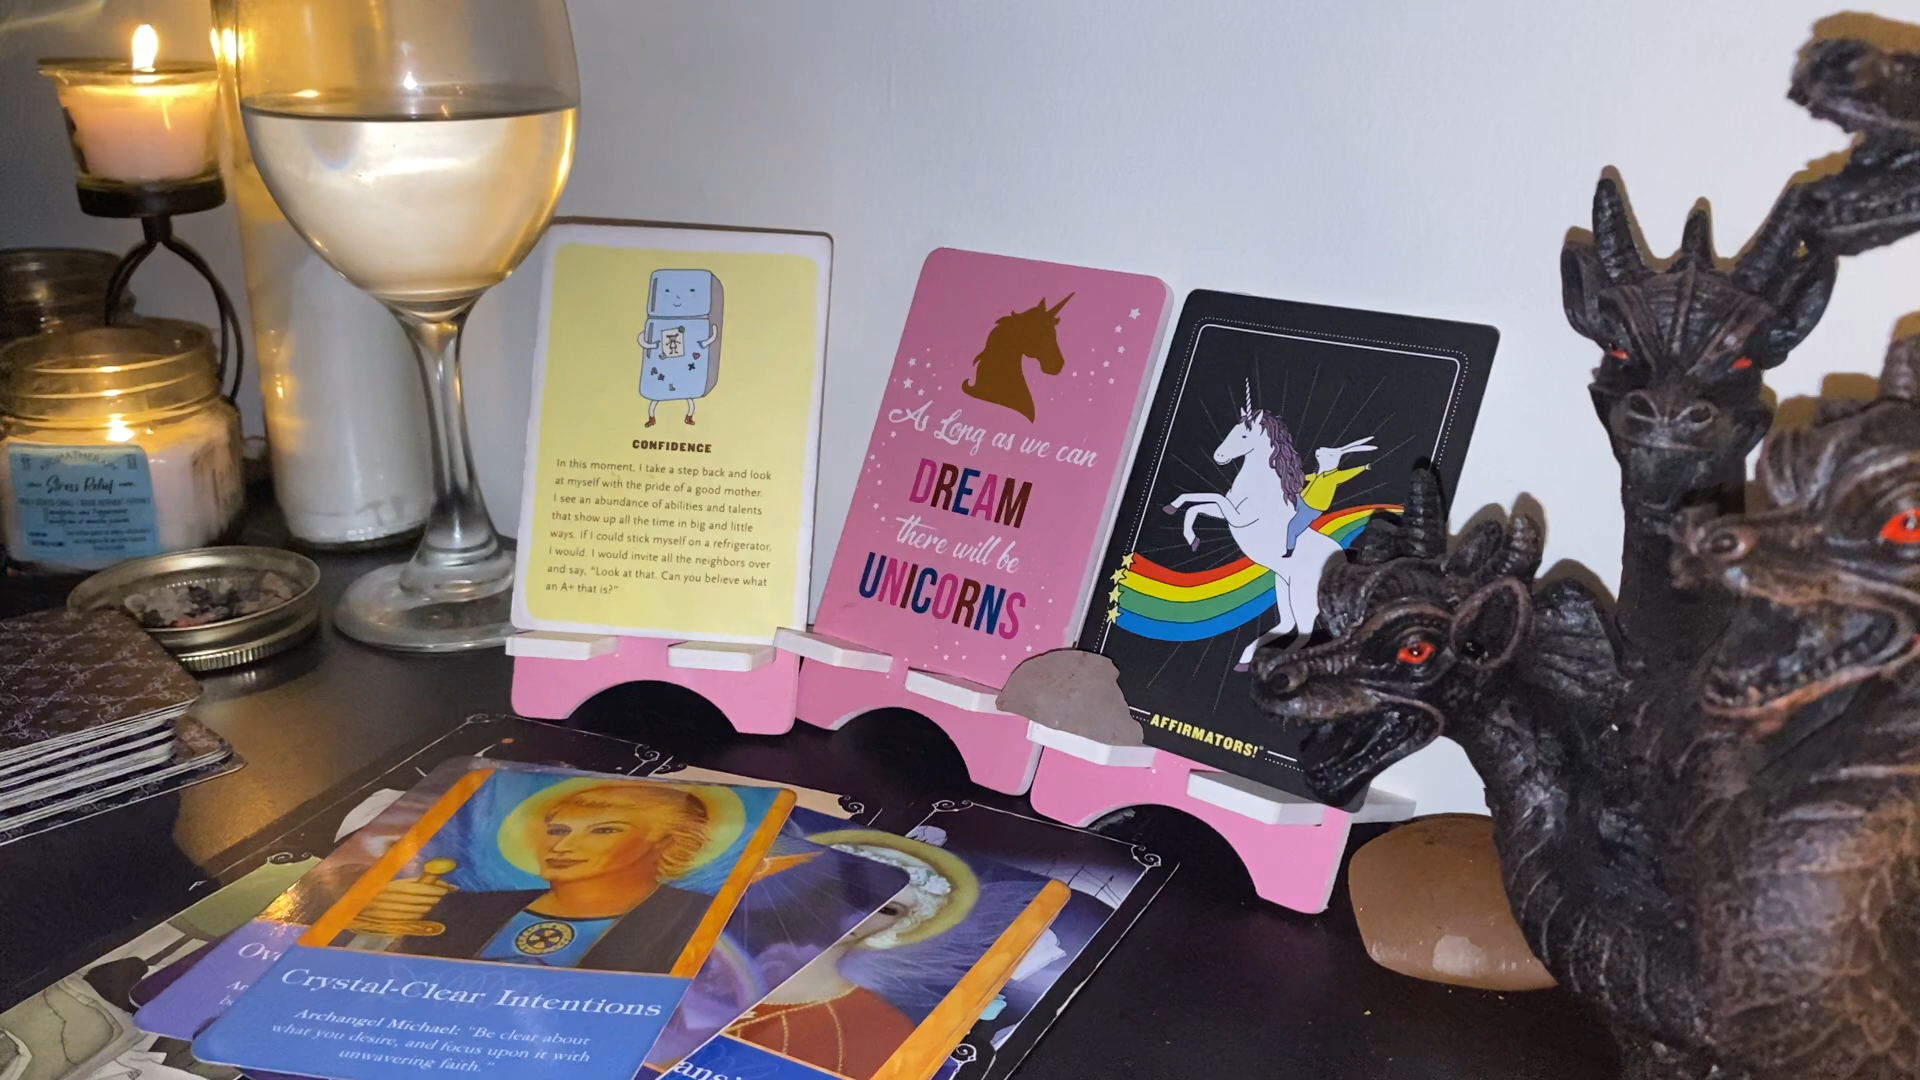 AROMATHERAPY
Stress Relief
CONFIDENCE
In this moment, I take a step back and look
at myself with the pride of a good mother.
I see an abundance of abilities and talents
that show up all the time in big and little
ways. If I could stick myself on a refrigerator,
I would. I would invite all the neighbors over
and say, "Look at that. Can you believe what
an A+ that is?"
As Long as we can
DREAM
there will be
UNICORNS
AFFIRMATORS!
Crystal-Clear Intentions
Archangel Michael: "Be clear about
what you desire, and focus upon it with
unwavering faith."